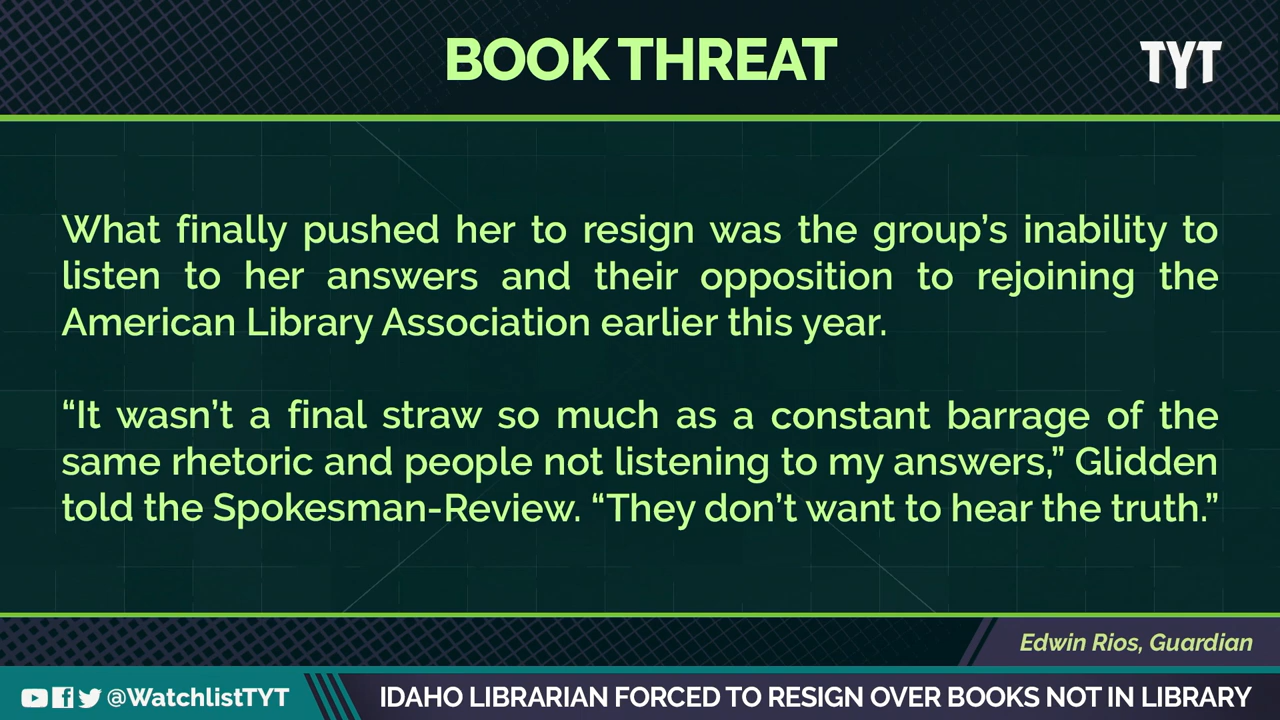 BOOK THREAT
TYT
What finally pushed her to resign was the group’s inability to
listen to her answers and their opposition to rejoining the
American Library Association earlier this year.
“It wasn’t a final straw so much as a constant barrage of the
same rhetoric and people not listening to my answers,” Glidden
told the Spokesman-Review. “They don’t want to hear the truth.”
Edwin Rios, Guardian
@WatchlistTYT
IDAHO LIBRARIAN FORCED TO RESIGN OVER BOOKS NOT IN LIBRARY